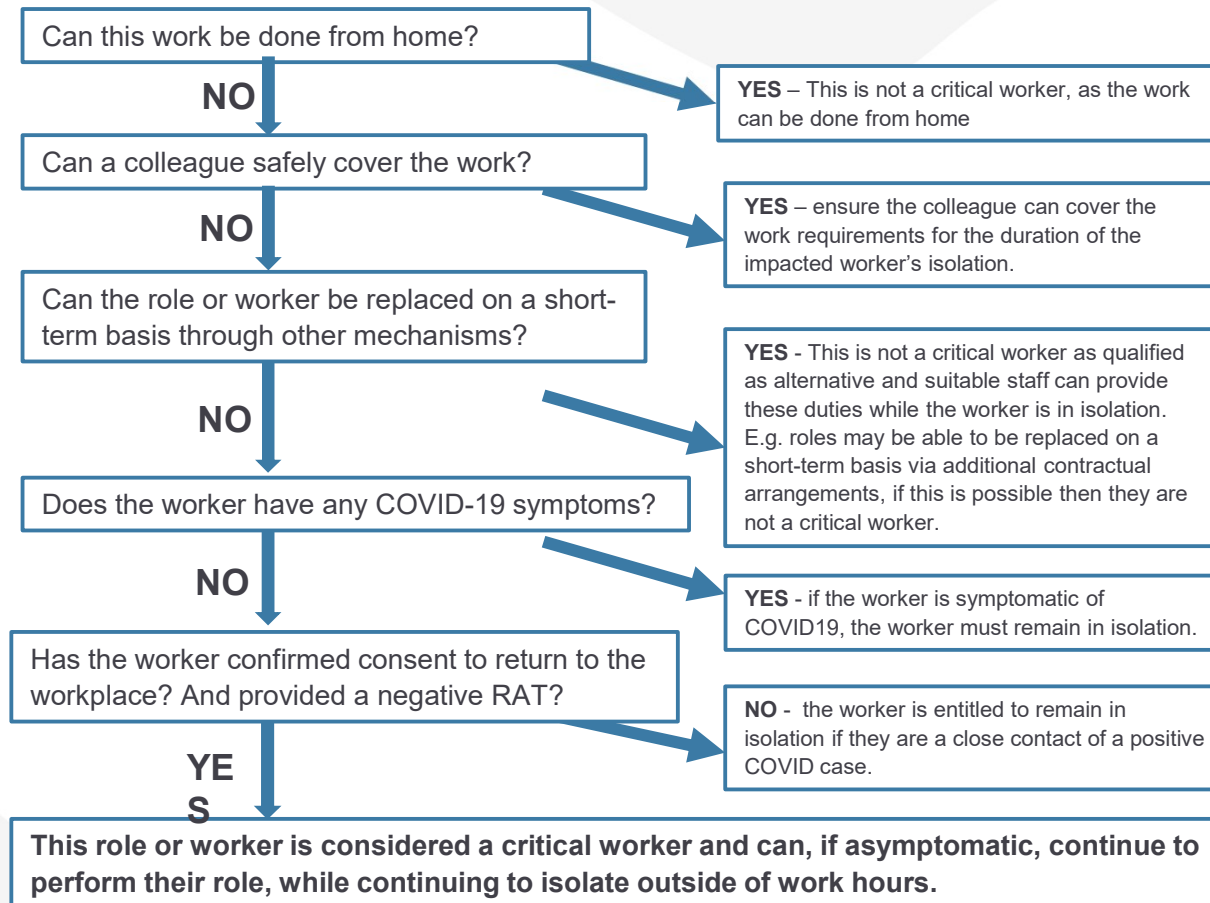 Can this work be done from home?
NO
YES – This is not a critical worker, as the work
can be done from home
Can a colleague safely cover the work?
NO
YES – ensure the colleague can cover the
work requirements for the duration of the
impacted worker's isolation.
Can the role or worker be replaced on a short-
term basis through other mechanisms?
NO
YES - This is not a critical worker as qualified
as alternative and suitable staff can provide
these duties while the worker is in isolation.
E.g. roles may be able to be replaced on a
short-term basis via additional contractual
arrangements, if this is possible then they are
not a critical worker.
Does the worker have any COVID-19 symptoms?
NO
YES - if the worker is symptomatic of
COVID19, the worker must remain in isolation.
Has the worker confirmed consent to return to the
workplace? And provided a negative RAT?
YE
S
NO - the worker is entitled to remain in
isolation if they are a close contact of a positive
COVID case.
This role or worker is considered a critical worker and can, if asymptomatic, continue to
perform their role, while continuing to isolate outside of work hours.